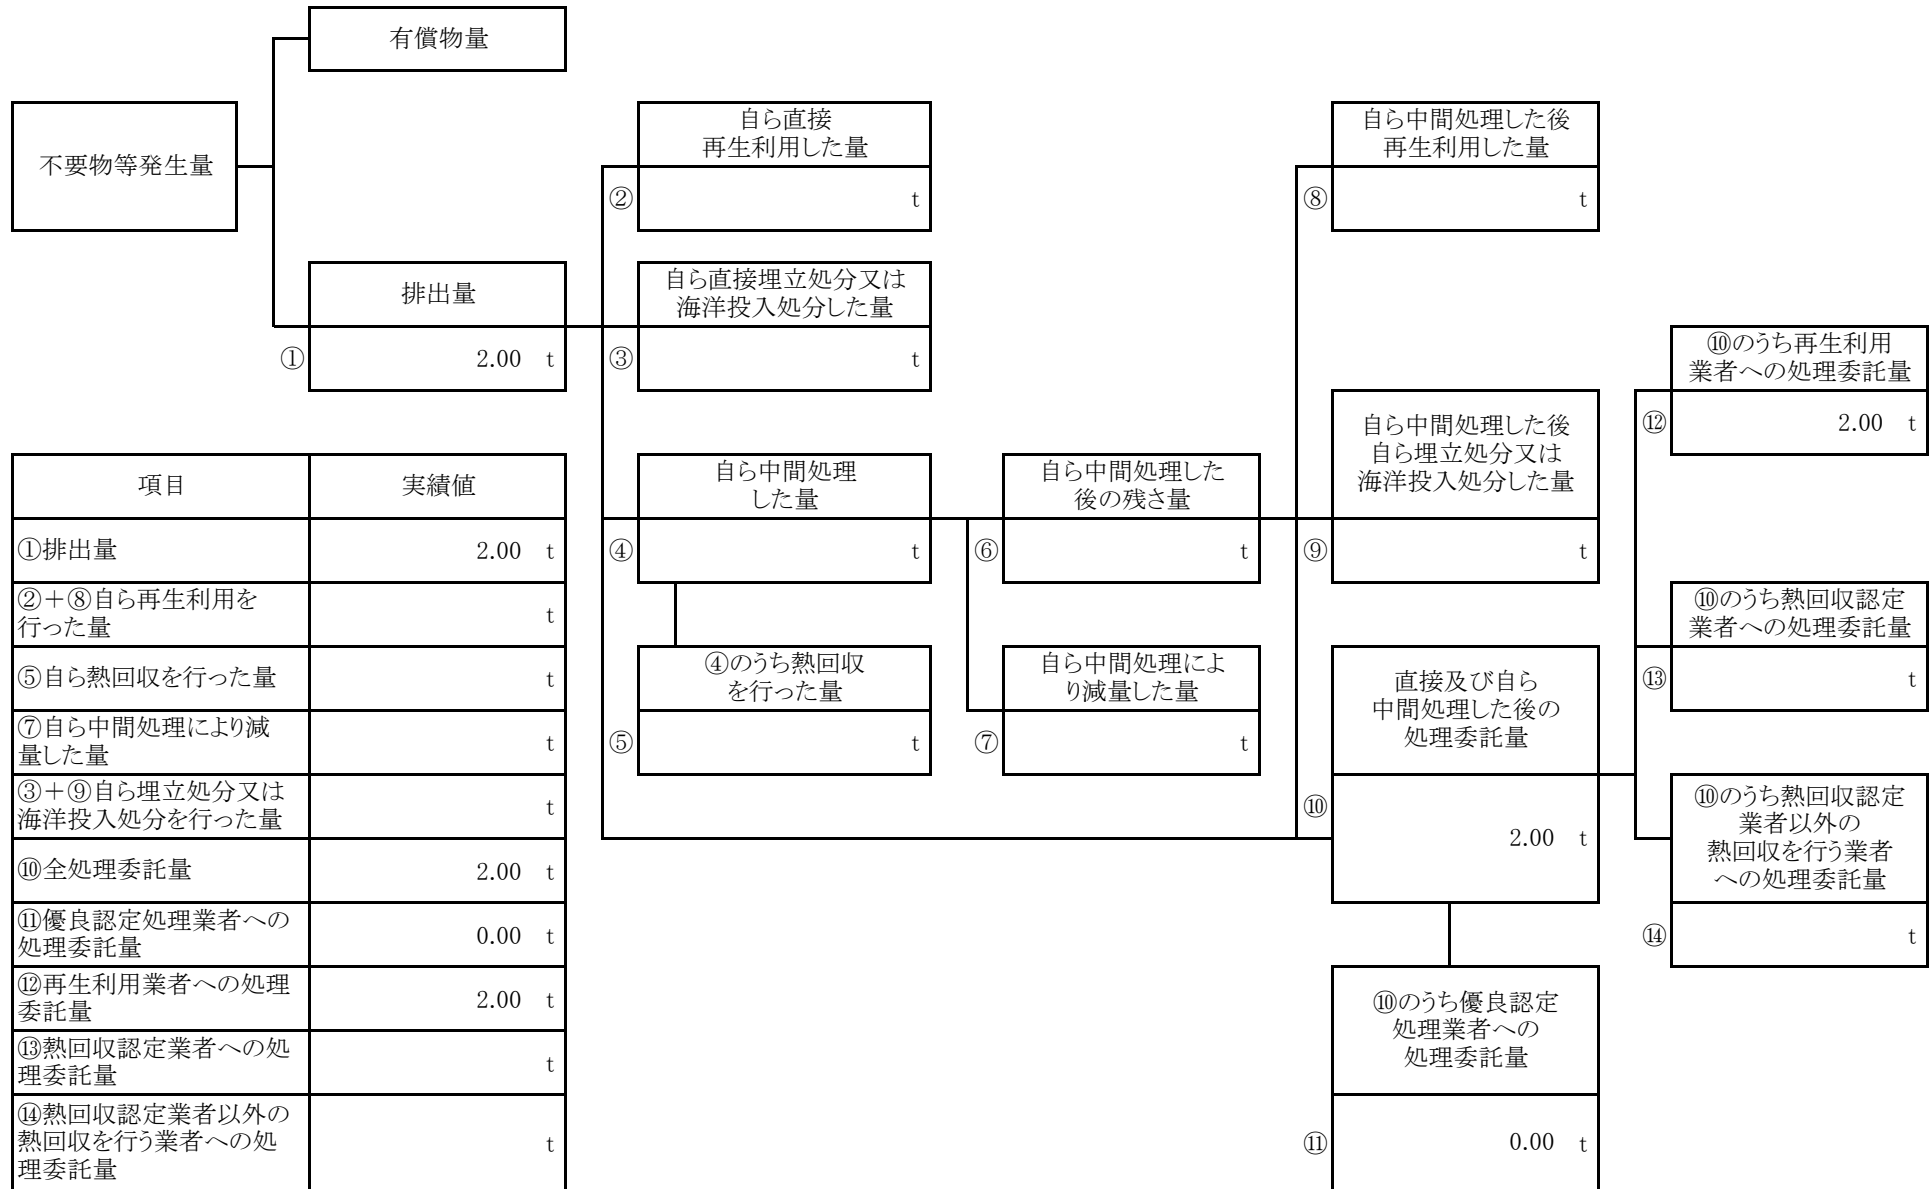 有償物量
不要物等発生量
排出量
①
2.00 t
自ら直接
再生利用した量
②
t
自ら直接埋立処分又は
海洋投入処分した量
③
t
自ら中間処理
した量
④
t
④のうち熱回収
を行った量
⑤
t
自ら中間処理した
後の残さ量
⑥
t
自ら中間処理によ
り減量した量
⑦
t
自ら中間処理した後
再生利用した量
⑧
t
自ら中間処理した後
自ら埋立処分又は
海洋投入処分した量
⑨
t
直接及び自ら
中間処理した後の
処理委託量
⑩
2.00 t
⑩のうち優良認定
処理業者への
処理委託量
⑪
0.00 t
⑩のうち再生利用
業者への処理委託量
⑫
2.00 t
⑩のうち熱回収認定
業者への処理委託量
⑬
t
⑩のうち熱回収認定
業者以外の
熱回収を行う業者
への処理委託量
⑭
t
項目 実績値
①排出量 2.00 t
②＋⑧自ら再生利用を
行った量 t
⑤自ら熱回収を行った量 t
⑦自ら中間処理により減
量した量 t
③＋⑨自ら埋立処分又は
海洋投入処分を行った量 t
⑩全処理委託量 2.00 t
⑪優良認定処理業者への
処理委託量 0.00 t
⑫再生利用業者への処理
委託量 2.00 t
⑬熱回収認定業者への処
理委託量 t
⑭熱回収認定業者以外の
熱回収を行う業者への処
理委託量 t